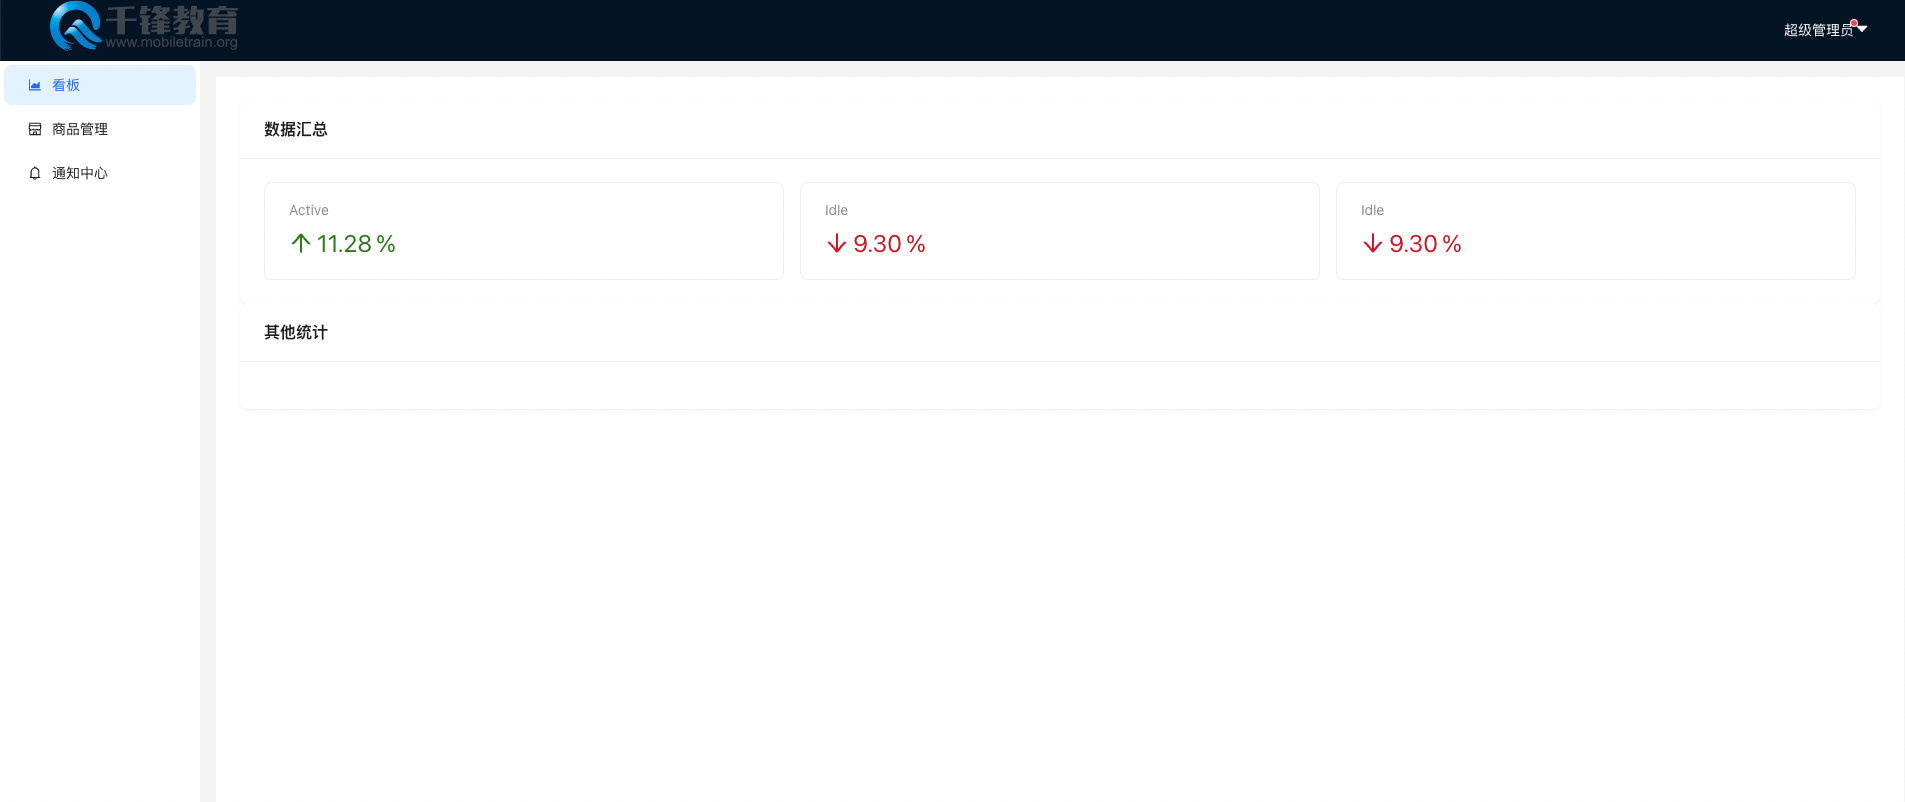 千锋教育
www.mobiletrain.org
超级管理员
看板
商品管理
通知中心
数据汇总
Active
11.28 %
Idle
9.30 %
Idle
9.30 %
其他统计